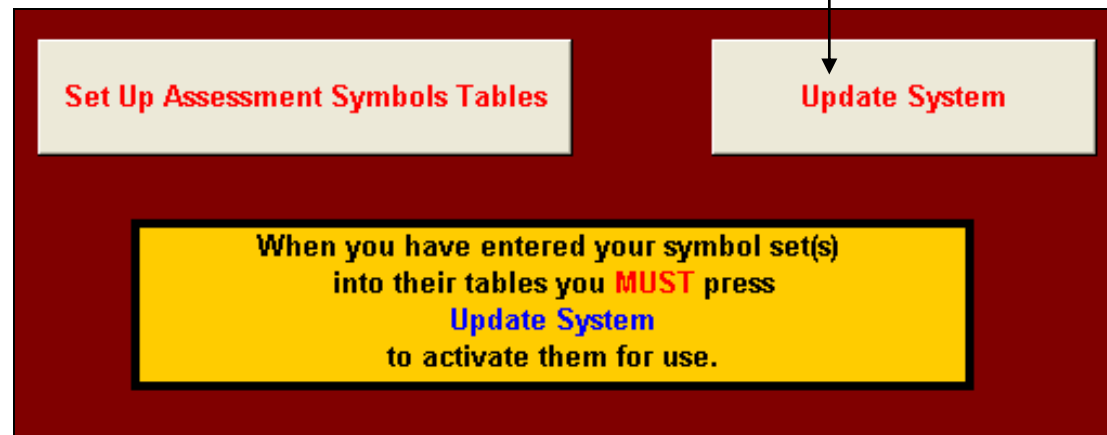 Set Up Assessment Symbols Tables
Update System
When you have entered your symbol set(s)
into their tables you MUST press
Update System
to activate them for use.